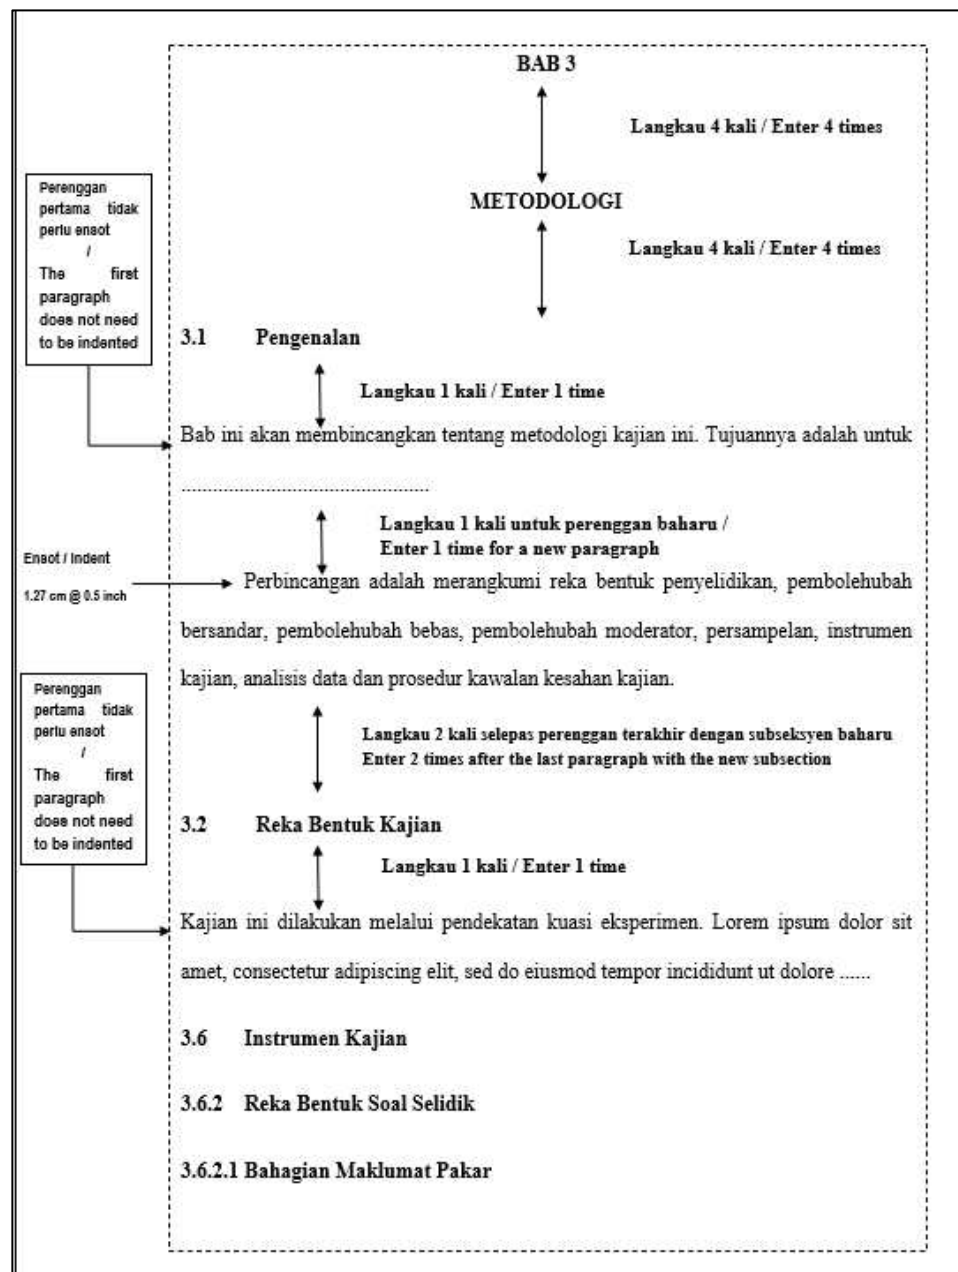 BAB 3
Langkau 4 kali / Enter 4 times
METODOLOGI
Langkau 4 kali / Enter 4 times
Perenggan
pertama tidak
perlu ensot
/
The first
paragraph
does not need
to be indented
3.1 Pengenalan
Langkau 1 kali / Enter 1 time
Bab ini akan membincangkan tentang metodologi kajian ini. Tujuannya adalah untuk
................................................
Langkau 1 kali untuk perenggan baharu /
Enter 1 time for a new paragraph
Ensot / Indent
1.27 cm @ 0.5 inch
Perbincangan adalah merangkumi reka bentuk penyelidikan, pembolehubah
bersandar, pembolehubah bebas, pembolehubah moderator, persampelan, instrumen
kajian, analisis data dan prosedur kawalan kesahan kajian.
Perenggan
pertama tidak
perlu ensot
/
The first
paragraph
does not need
to be indented
Langkau 2 kali selepas perenggan terakhir dengan subseksyen baharu
Enter 2 times after the last paragraph with the new subsection
3.2 Reka Bentuk Kajian
Langkau 1 kali / Enter 1 time
Kajian ini dilakukan melalui pendekatan kuasi eksperimen. Lorem ipsum dolor sit
amet, consectetur adipiscing elit, sed do eiusmod tempor incididunt ut dolore ......
3.6 Instrumen Kajian
3.6.2 Reka Bentuk Soal Selidik
3.6.2.1 Bahagian Maklumat Pakar